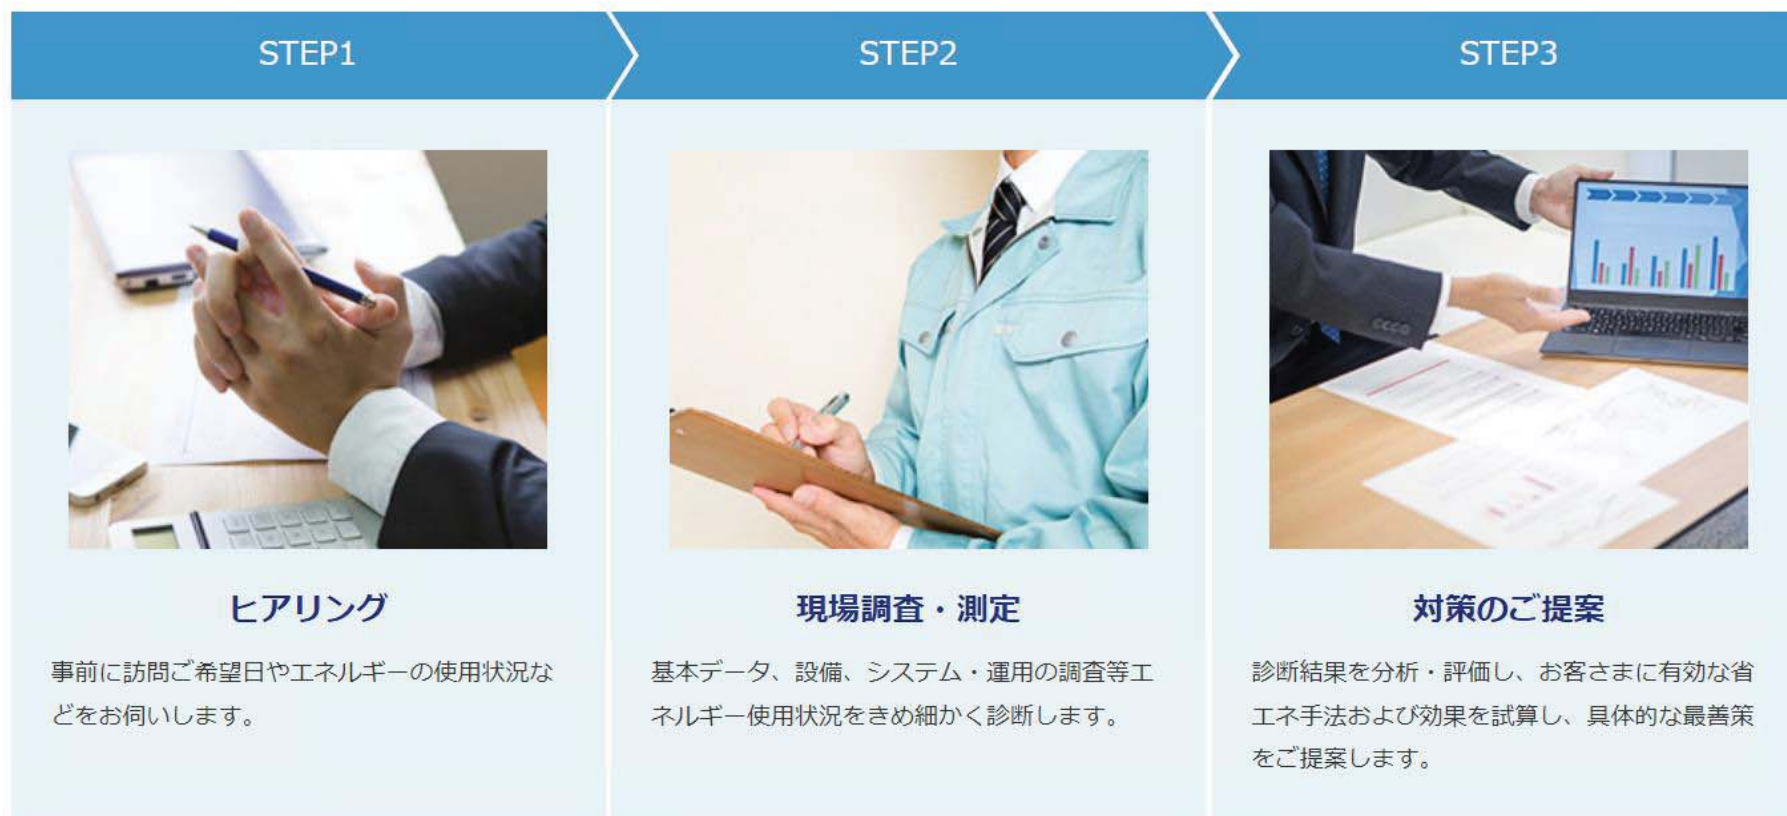 STEP1
STEP2
STEP3
ヒアリング
事前に訪問ご希望日やエネルギーの使用状況な
どをお伺いします。
現場調査・測定
基本データ、設備、システム・運用の調査等エ
ネルギー使用状況をきめ細かく診断します。
対策のご提案
診断結果を分析・評価し、お客さまに有効な省
エネ手法および効果を試算し、具体的な最善策
をご提案します。